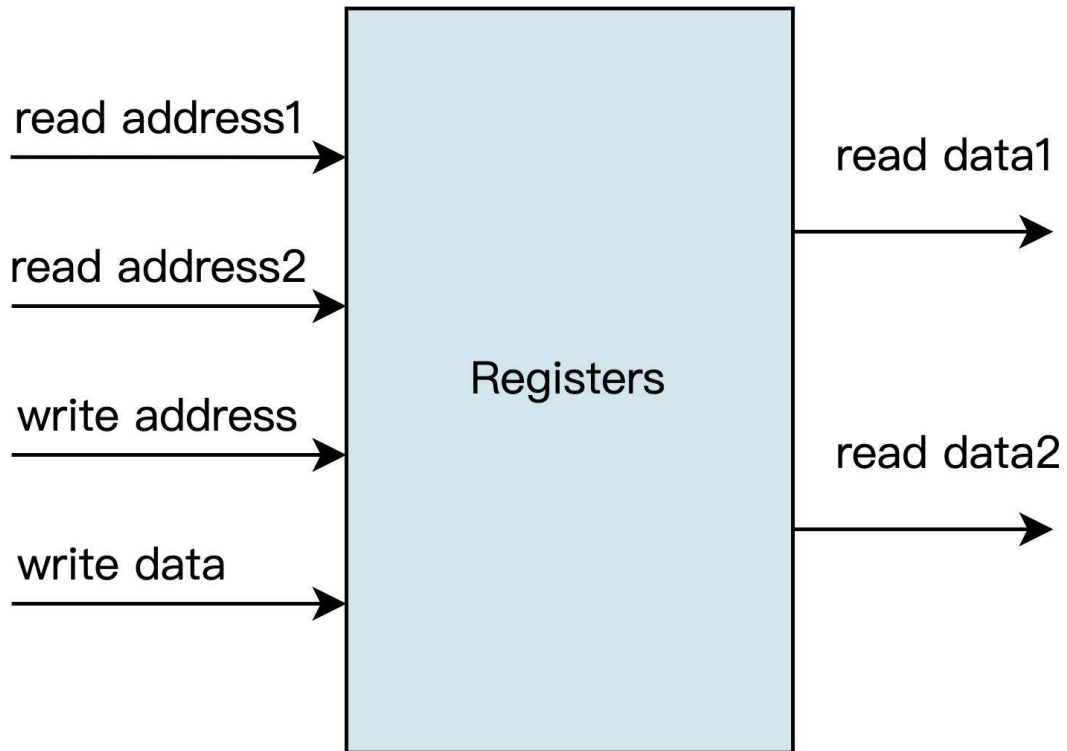 read address1
read address2
write address
write data
Registers
read data1
read data2